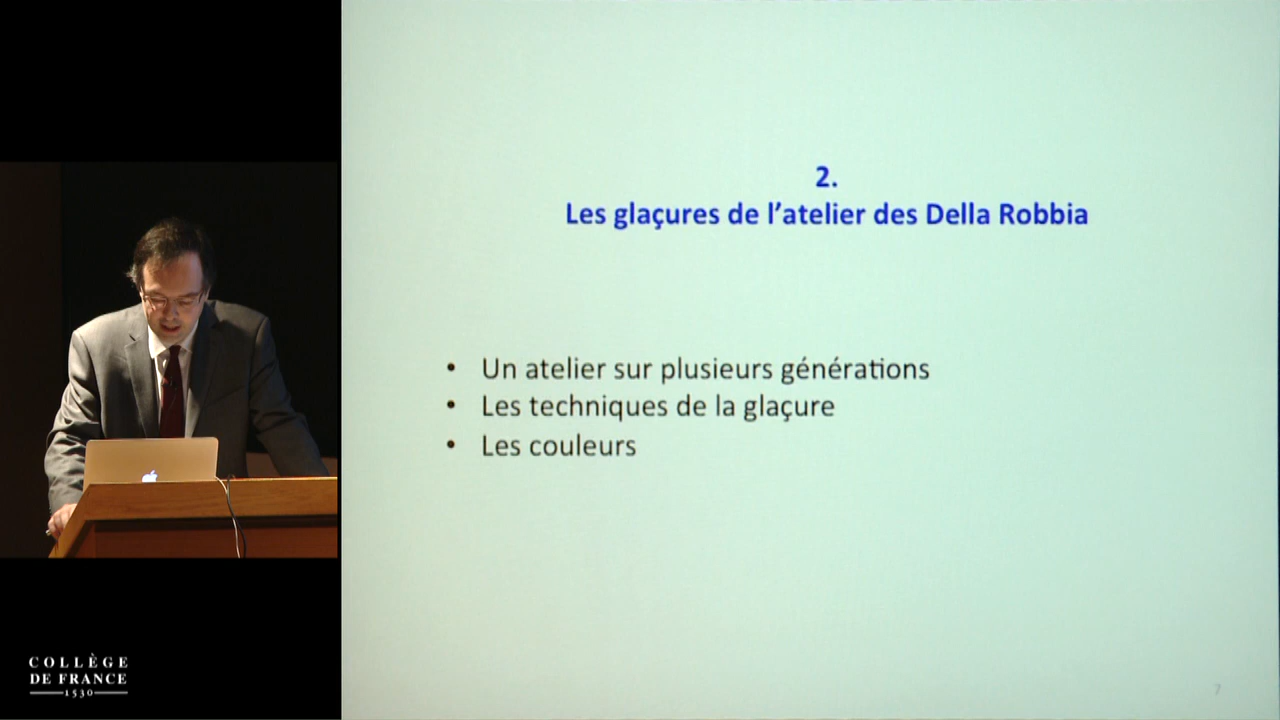 2.
Les glaçures de l’atelier des Della Robbia
• Un atelier sur plusieurs générations
• Les techniques de la glaçure
• Les couleurs
7
COLLÈGE
DE FRANCE
1530